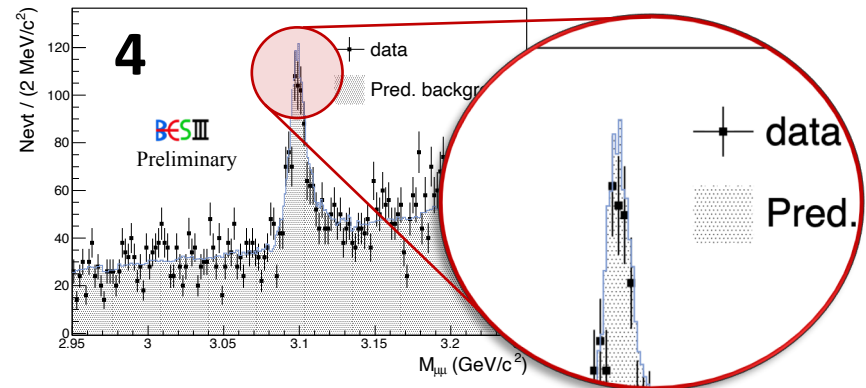 Nevt / (2 MeV/c²)
120
100
80
60
40
20
0
4
BESIII
Preliminary
data
Pred. backgr
data
Pred.
2.95
3
3.05
3.1
3.15
3.2
M_μμ (GeV/c²)